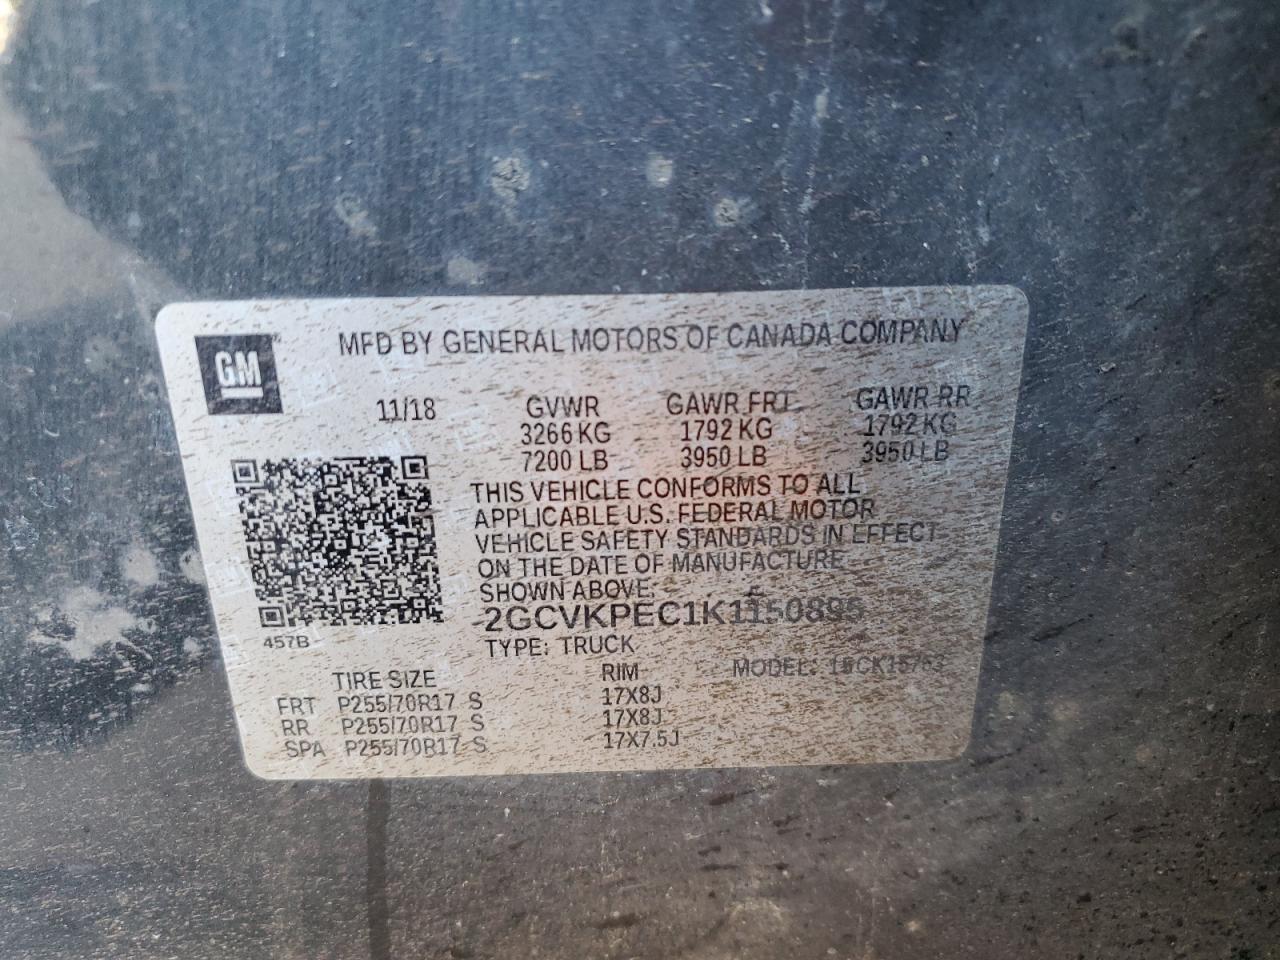 GM
MFD BY GENERAL MOTORS OF CANADA COMPANY
11/18 GVWR GAWR FRT GAWR RR
3266 KG 1792 KG 1792 KG
7200 LB 3950 LB 3950 LB
THIS VEHICLE CONFORMS TO ALL
APPLICABLE U.S. FEDERAL MOTOR
VEHICLE SAFETY STANDARDS IN EFFECT
ON THE DATE OF MANUFACTURE
SHOWN ABOVE.
457B
TYPE: TRUCK
TIRE SIZE RIM MODEL:
FRT P255/70R17 S 17X8J
RR P255/70R17 S 17X8J
SPA P255/70R17 S 17X7.5J